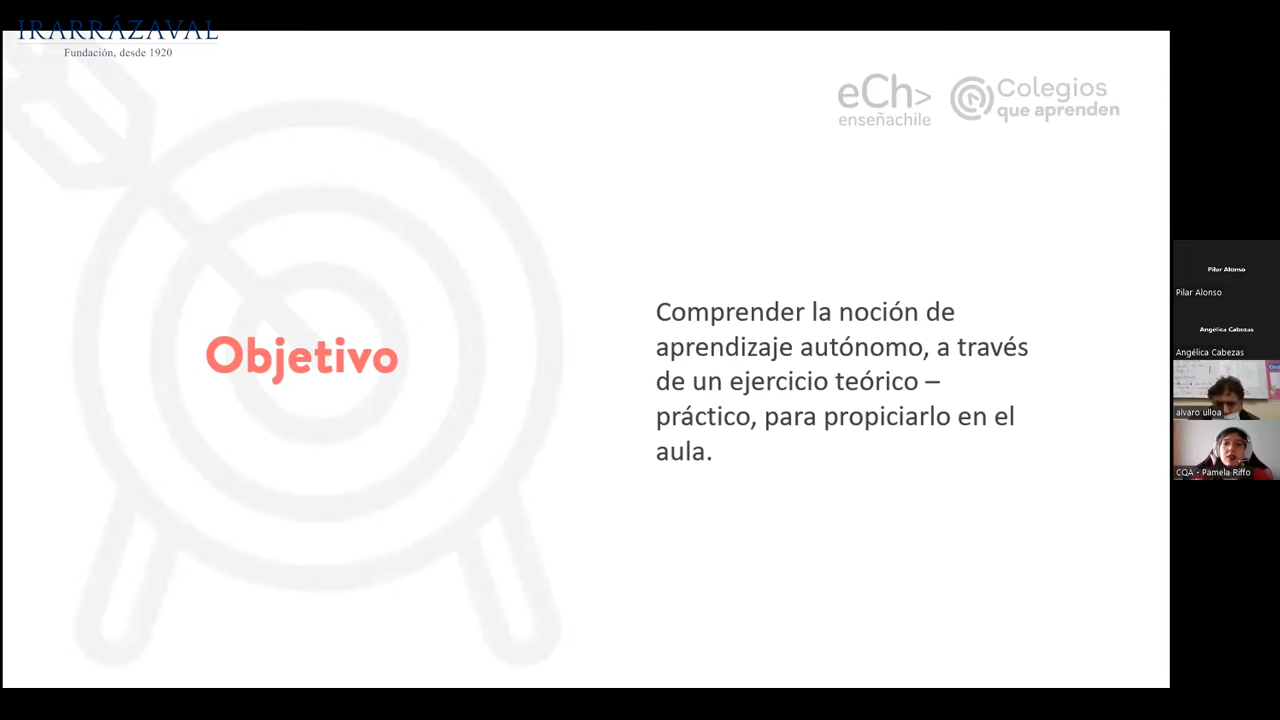 IRARRÁZAVAL
Fundación, desde 1920
eCh>
enseñachile
Colegios
que aprenden
Objetivo
Comprender la noción de
aprendizaje autónomo, a través
de un ejercicio teórico –
práctico, para propiciarlo en el
aula.
Pilar Alonso
Pilar Alonso
Angélica Cabezas
Angélica Cabezas
alvaro ulloa
CQA - Pamela Riffo